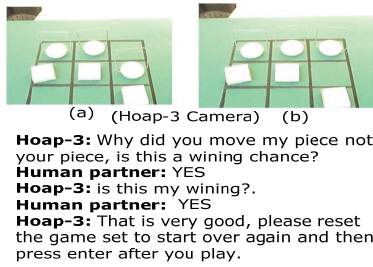 (a) (Hoap-3 Camera) (b)
Hoap-3: Why did you move my piece not
your piece, is this a wining chance?
Human partner: YES
Hoap-3: is this my wining?.
Human partner: YES
Hoap-3: That is very good, please reset
the game set to start over again and then
press enter after you play.